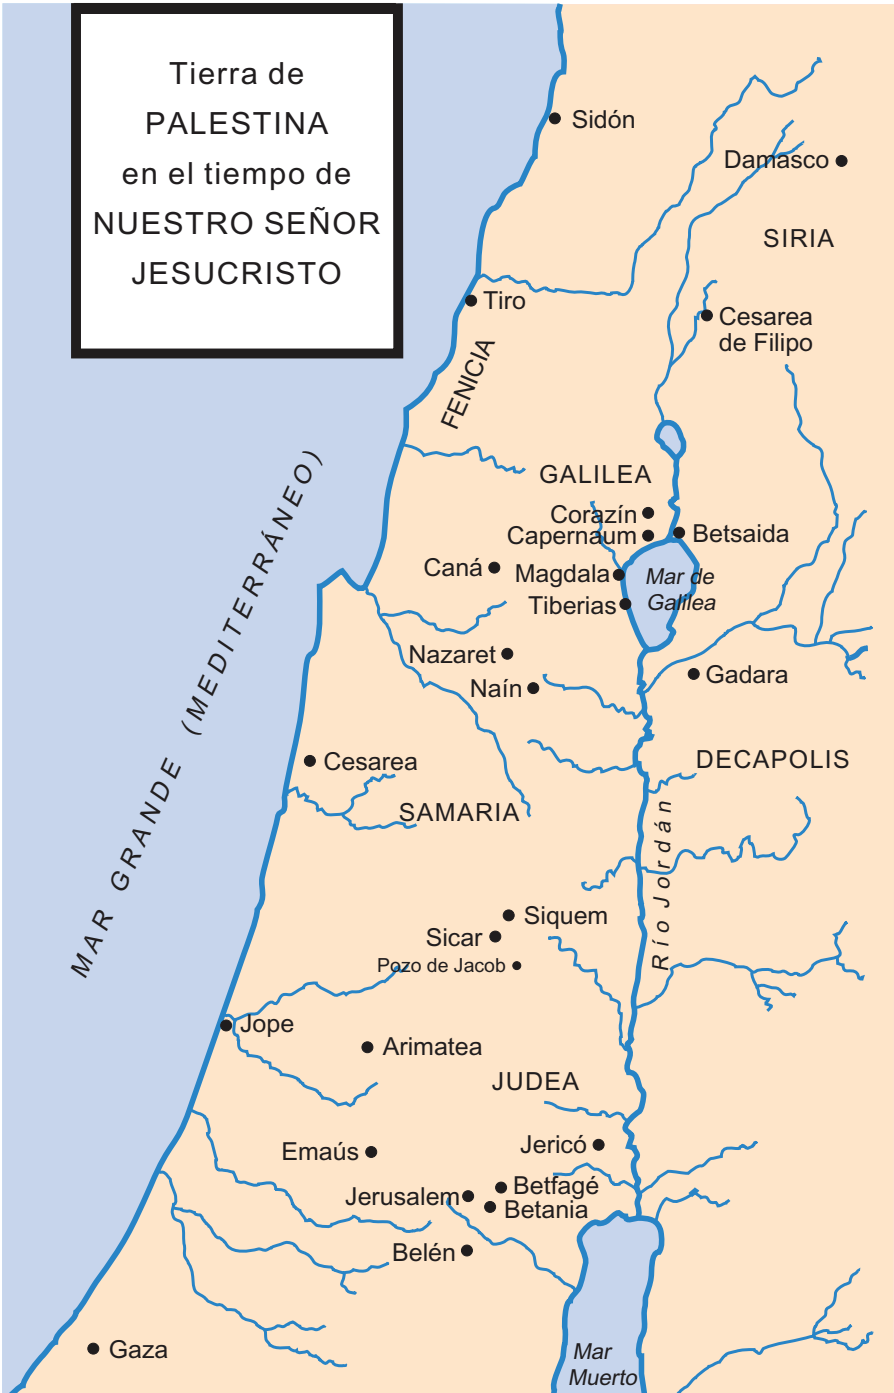 Tierra de
PALESTINA
en el tiempo de
NUESTRO SEÑOR
JESUCRISTO
Sidón
Damasco
SIRIA
Tiro
Cesarea
de Filipo
FENICIA
MAR GRANDE (MEDITERRÁNEO)
GALILEA
Corazín
Capernaum
Betsaida
Caná
Magdala
Mar de
Galilea
Tiberias
Nazaret
Gadara
Naín
Cesarea
DECAPOLIS
SAMARIA
Río Jordán
Siquem
Sicar
Pozo de Jacob
Jope
Arimatea
JUDEA
Emaús
Jericó
Betfagé
Jerusalem
Betania
Belén
Gaza
Mar
Muerto